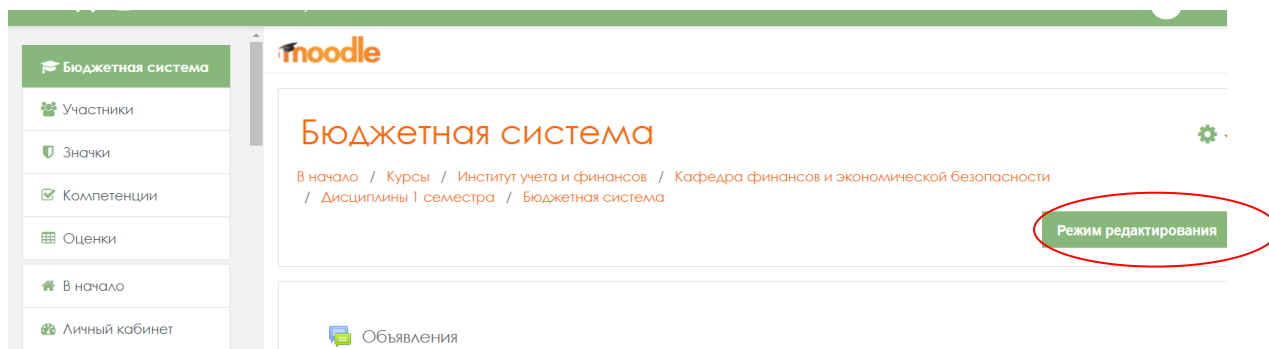 moodle
Бюджетная система
Участники
Значки
Компетенции
Оценки
В начало
Личный кабинет
Бюджетная система
В начало / Курсы / Институт учета и финансов / Кафедра финансов и экономической безопасности
/ Дисциплины 1 семестра / Бюджетная система
Режим редактирования
Объявления